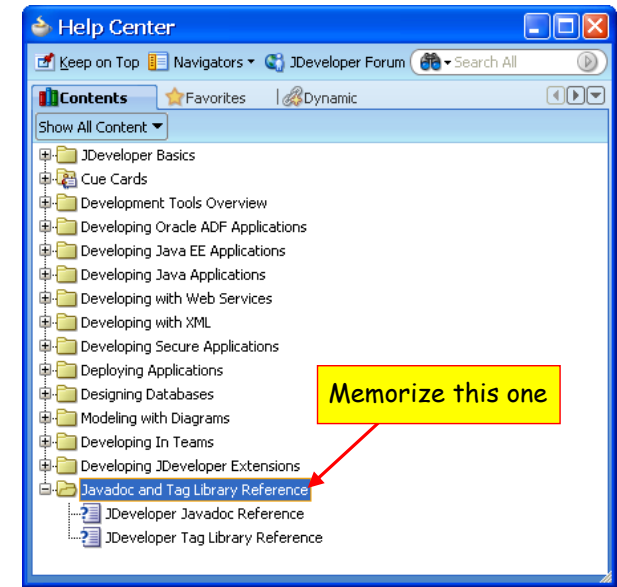 Help Center
Keep on Top Navigators JDeveloper Forum Search All
Contents Favorites Dynamic
Show All Content
JDeveloper Basics
Cue Cards
Development Tools Overview
Developing Oracle ADF Applications
Developing Java EE Applications
Developing Java Applications
Developing with Web Services
Developing with XML
Developing Secure Applications
Deploying Applications
Designing Databases
Memorize this one
Modeling with Diagrams
Developing In Teams
Developing JDeveloper Extensions
Javadoc and Tag Library Reference
JDeveloper Javadoc Reference
JDeveloper Tag Library Reference